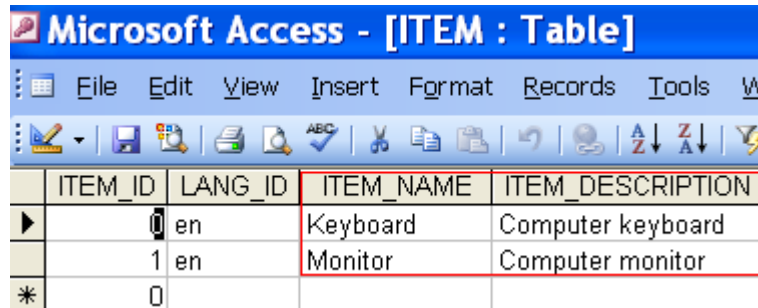 Microsoft Access - [ITEM : Table]
File Edit View Insert Format Records Tools W
ABC A Z Z A
ITEM_ID LANG_ID ITEM_NAME ITEM_DESCRIPTION
0 en Keyboard Computer keyboard
1 en Monitor Computer monitor
0